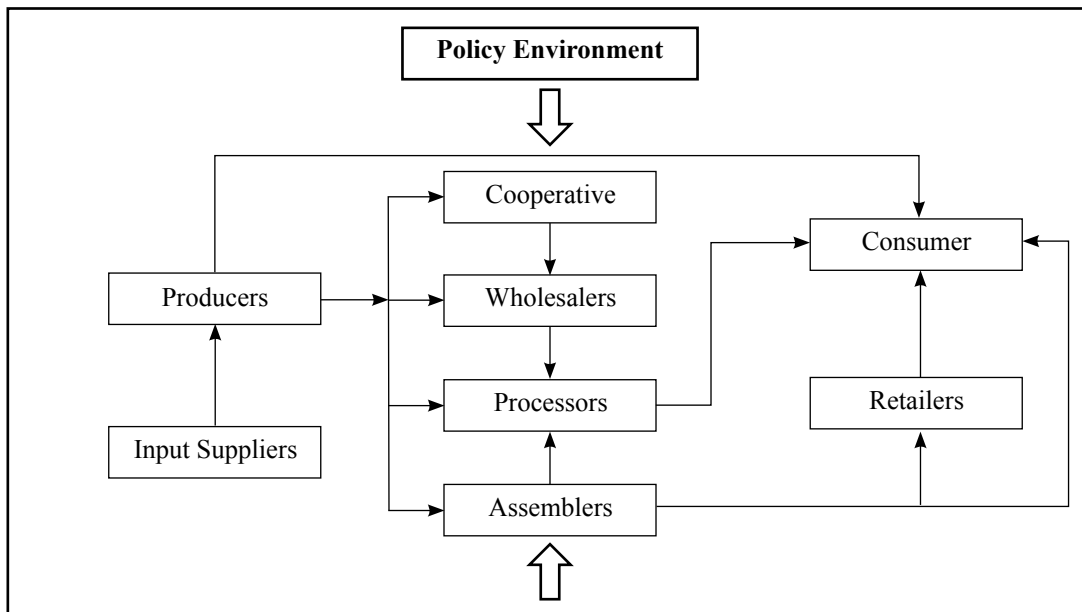 Policy Environment
Cooperative
Consumer
Producers
Wholesalers
Processors
Retailers
Input Suppliers
Assemblers